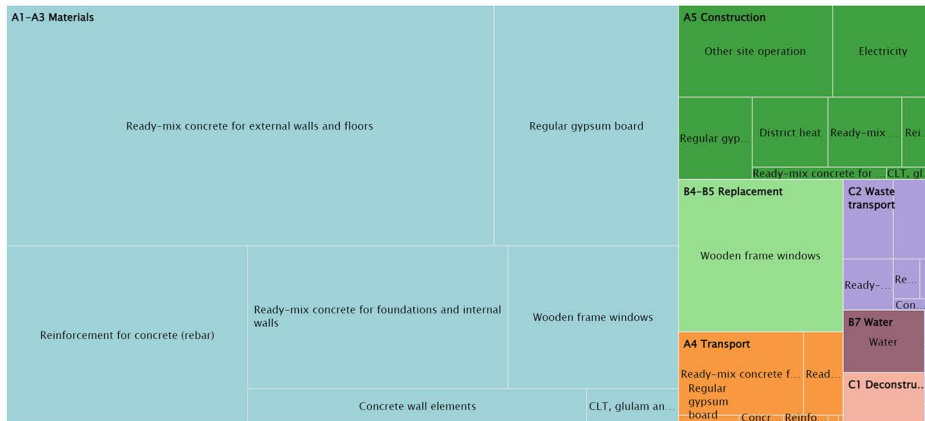 A1-A3 Materials
Ready-mix concrete for external walls and floors
Regular gypsum board
Reinforcement for concrete (rebar)
Ready-mix concrete for foundations and internal
walls
Wooden frame windows
Concrete wall elements
CLT, glulam an...
A5 Construction
Other site operation
Electricity
Regular gyp...
District heat
Ready-mix ...
Rei...
Ready-mix concrete for ...
CLT, gl...
B4-B5 Replacement
Wooden frame windows
C2 Waste
transport
Ready-...
Re...
Con...
A4 Transport
Ready-mix concrete f...
Read...
Regular
gypsum
board
Concr...
Reinfo...
B7 Water
Water
C1 Deconstru...